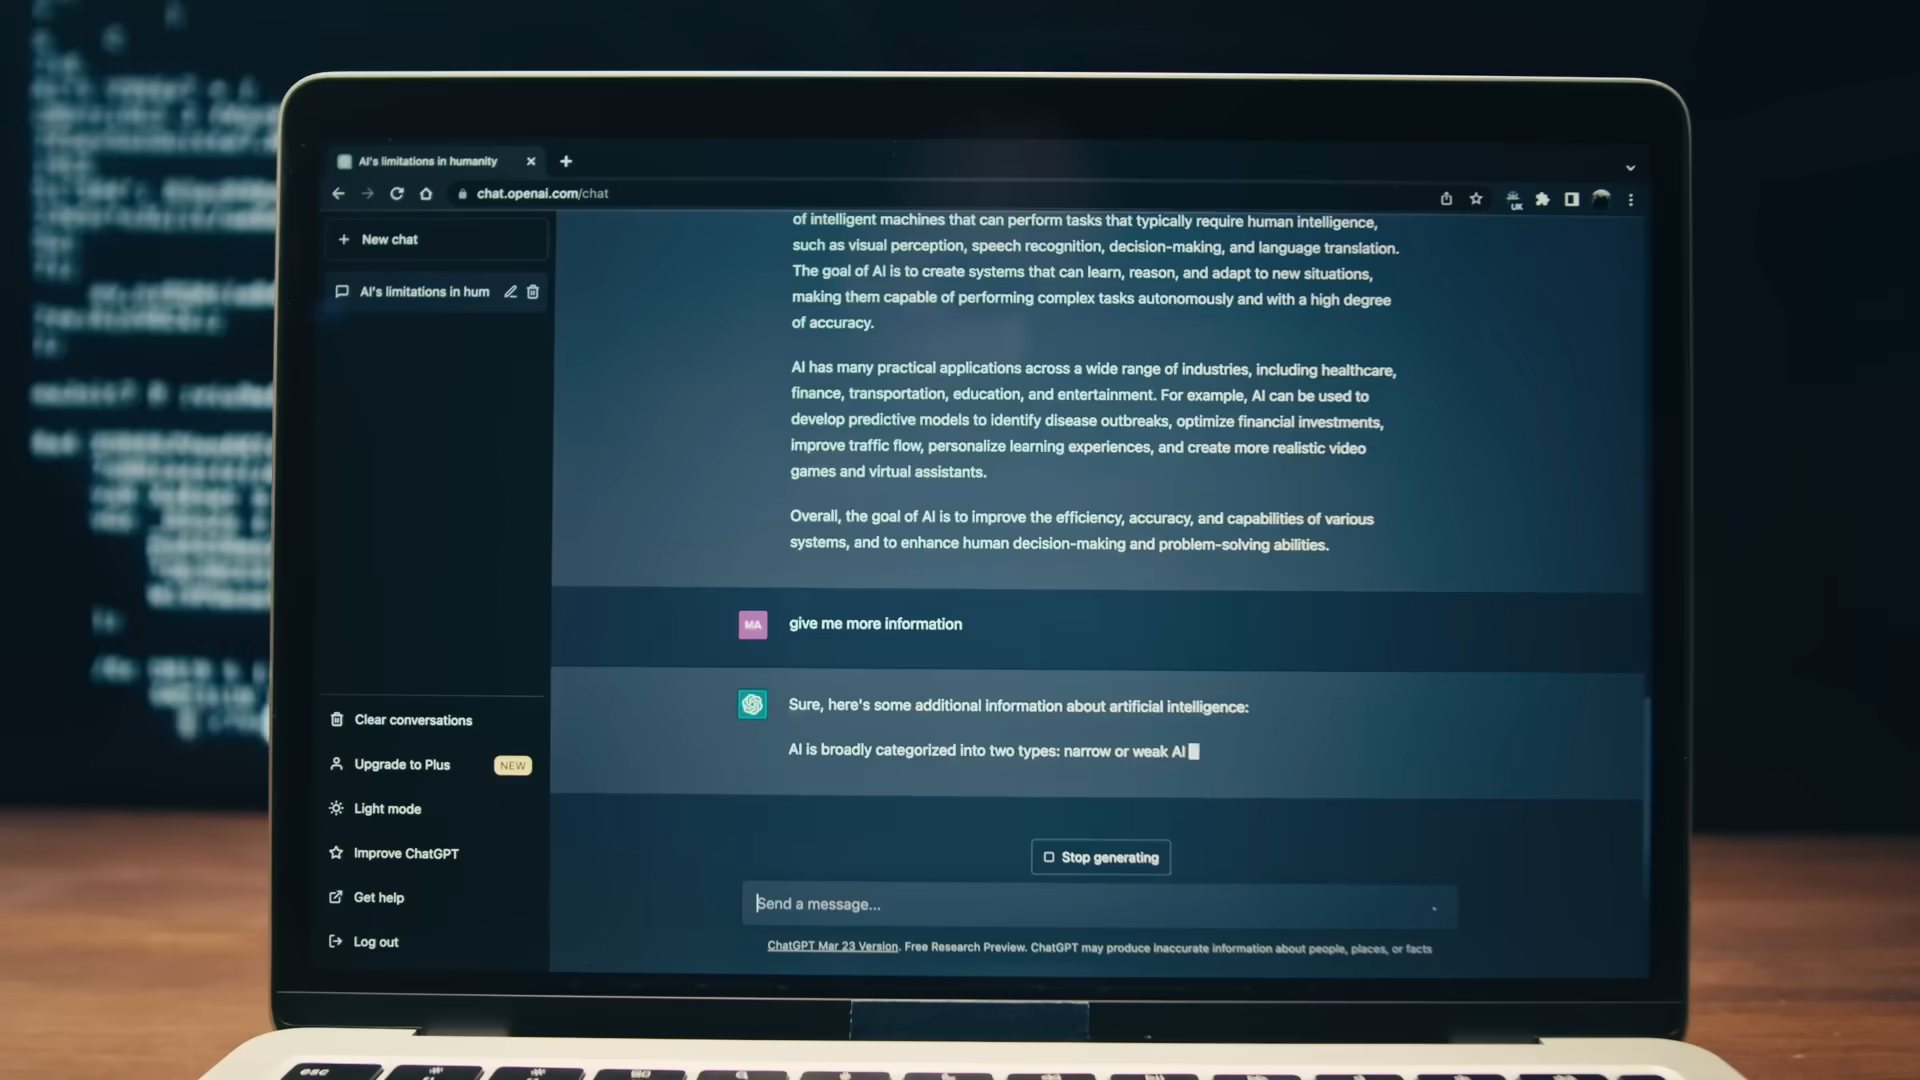 AI's limitations in humanity
chat.openai.com/chat
UK
New chat
AI's limitations in hum
of intelligent machines that can perform tasks that typically require human intelligence,
such as visual perception, speech recognition, decision-making, and language translation.
The goal of AI is to create systems that can learn, reason, and adapt to new situations,
making them capable of performing complex tasks autonomously and with a high degree
of accuracy.
AI has many practical applications across a wide range of industries, including healthcare,
finance, transportation, education, and entertainment. For example, AI can be used to
develop predictive models to identify disease outbreaks, optimize financial investments,
improve traffic flow, personalize learning experiences, and create more realistic video
games and virtual assistants.
Overall, the goal of AI is to improve the efficiency, accuracy, and capabilities of various
systems, and to enhance human decision-making and problem-solving abilities.
MA give me more information
Sure, here's some additional information about artificial intelligence:
AI is broadly categorized into two types: narrow or weak AI
Clear conversations
Upgrade to Plus NEW
Light mode
Improve ChatGPT
Get help
Log out
Stop generating
Send a message...
ChatGPT Mar 23 Version. Free Research Preview. ChatGPT may produce inaccurate information about people, places, or facts
esc